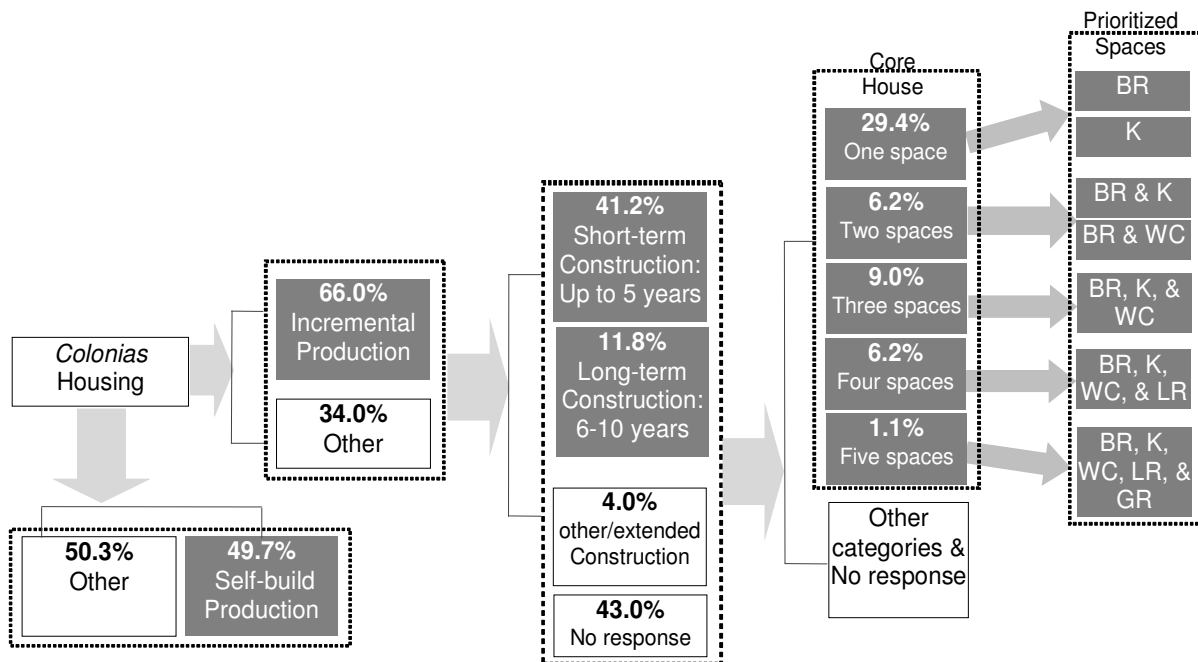 Colonias
Housing
50.3%
Other
49.7%
Self-build
Production
66.0%
Incremental
Production
34.0%
Other
41.2%
Short-term
Construction:
Up to 5 years
11.8%
Long-term
Construction:
6-10 years
4.0%
other/extended
Construction
43.0%
No response
Core
House
29.4%
One space
6.2%
Two spaces
9.0%
Three spaces
6.2%
Four spaces
1.1%
Five spaces
Other
categories &
No response
Prioritized
Spaces
BR
K
BR & K
BR & WC
BR, K, &
WC
BR, K,
WC, & LR
BR, K,
WC, LR, &
GR